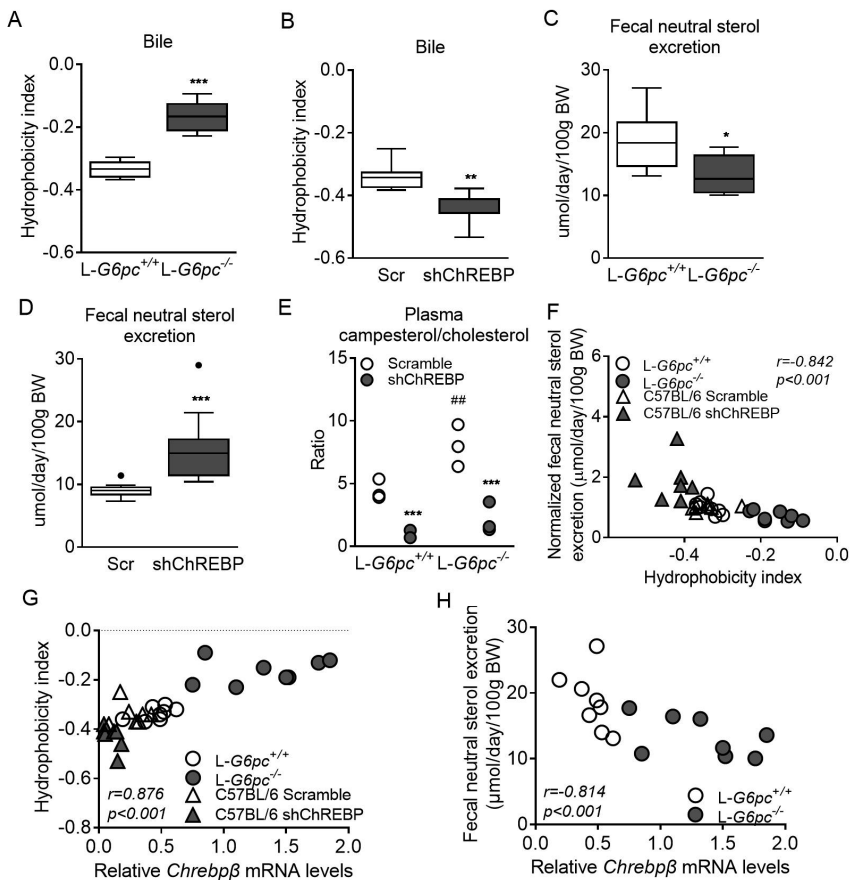 A
Bile
Hydrophobicity index
0.0
-0.2
-0.4
-0.6
***
L-G6pc+/+ L-G6pc-/-
B
Bile
Hydrophobicity index
0.0
-0.2
-0.4
-0.6
**
Scr shChREBP
C
Fecal neutral sterol
excretion
umol/day/100g BW
30
20
10
0
*
L-G6pc+/+ L-G6pc-/-
D
Fecal neutral sterol
excretion
umol/day/100g BW
30
20
10
0
***
Scr shChREBP
E
Plasma
campesterol/cholesterol
Ratio
15
10
5
0
Scramble
shChREBP
##
***
***
L-G6pc+/+ L-G6pc-/-
F
Normalized fecal neutral sterol
excretion (μmol/day/100g BW)
6
4
2
0
L-G6pc+/+
L-G6pc-/-
C57BL/6 Scramble
C57BL/6 shChREBP
r=-0.842
p<0.001
-0.4 -0.2 0.0
Hydrophobicity index
G
Hydrophobicity index
0.0
-0.2
-0.4
-0.6
-0.8
r=0.876
p<0.001
L-G6pc+/+
L-G6pc-/-
C57BL/6 Scramble
C57BL/6 shChREBP
0.0 0.5 1.0 1.5 2.0
Relative Chrebpβ mRNA levels
H
Fecal neutral sterol excretion
(μmol/day/100g BW)
30
20
10
0
r=-0.814
p<0.001
L-G6pc+/+
L-G6pc-/-
0.0 0.5 1.0 1.5 2.0
Relative Chrebpβ mRNA levels